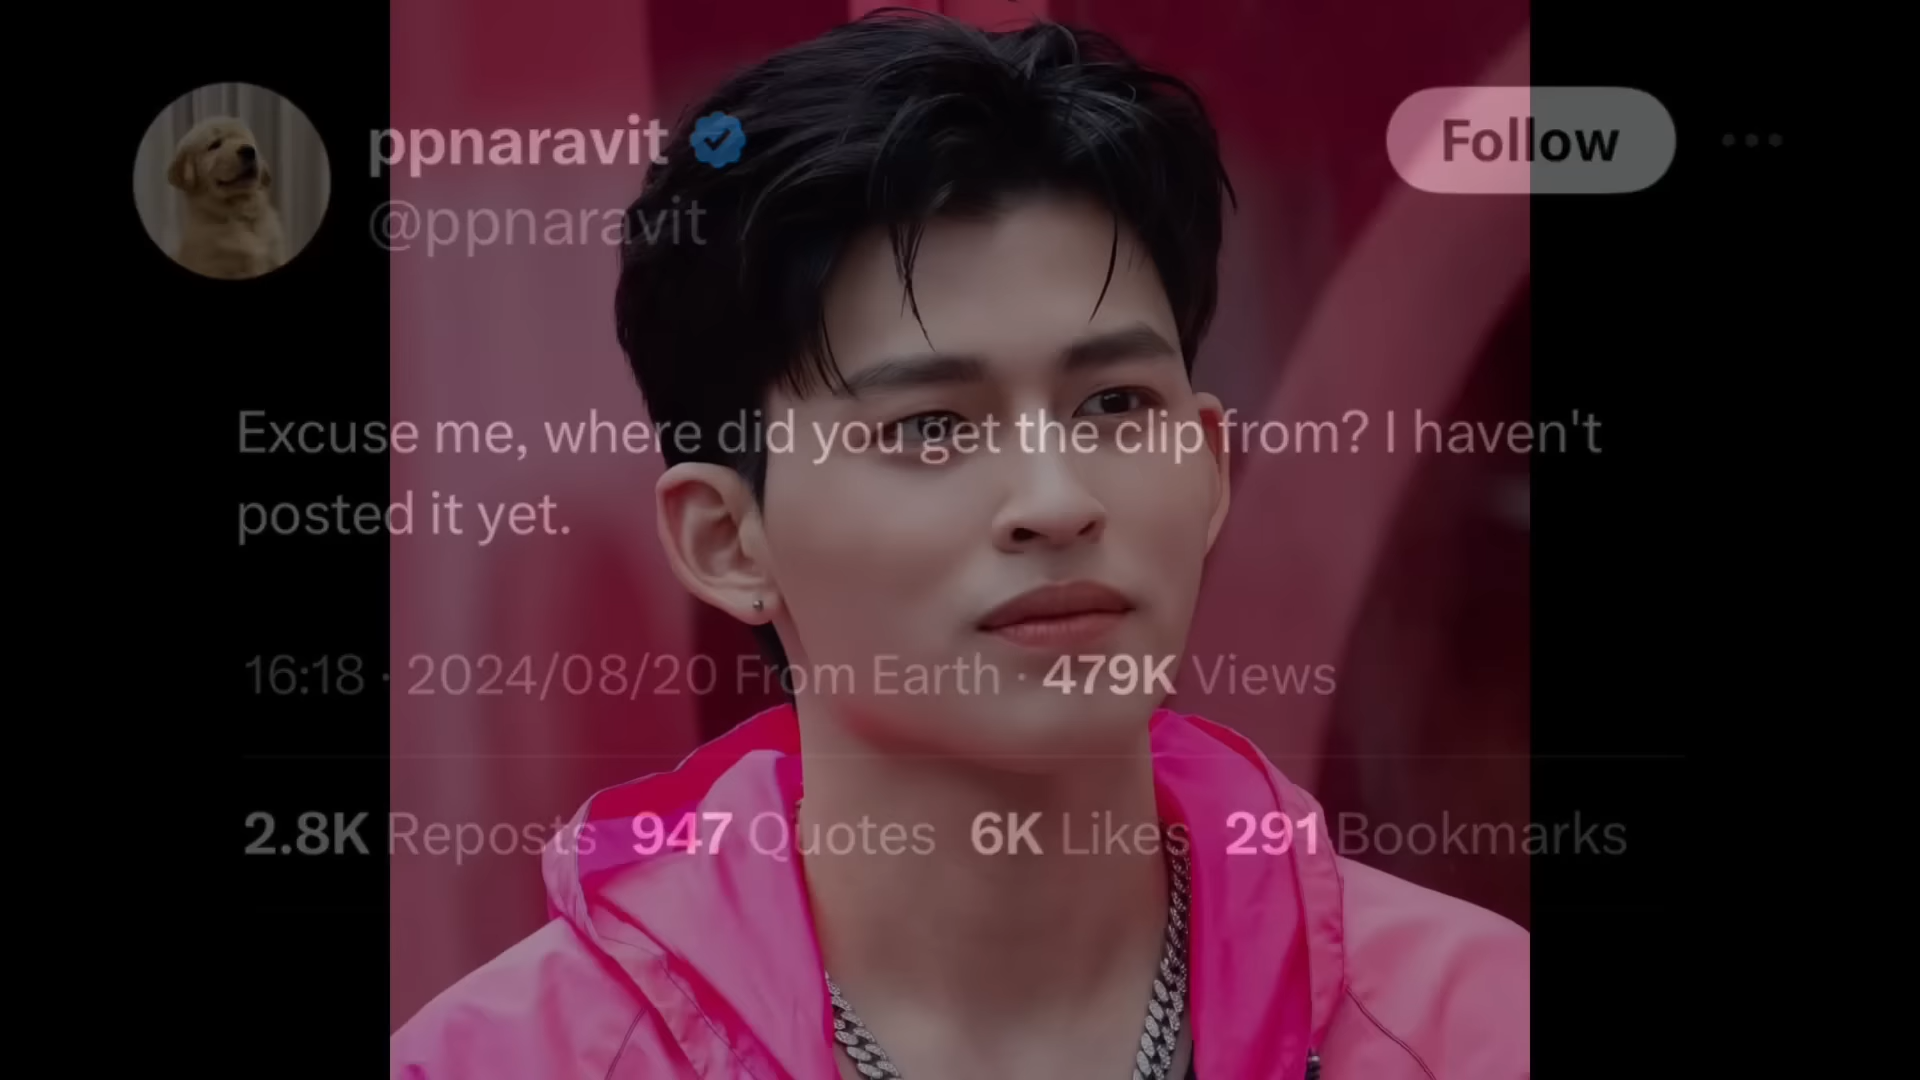 ppnaravit
Follow
@ppnaravit
Excuse me, where did you get the clip from? I haven't
posted it yet.
16:18 · 2024/08/20 From Earth · 479K Views
2.8K Reposts 947 Quotes 6K Likes 291 Bookmarks